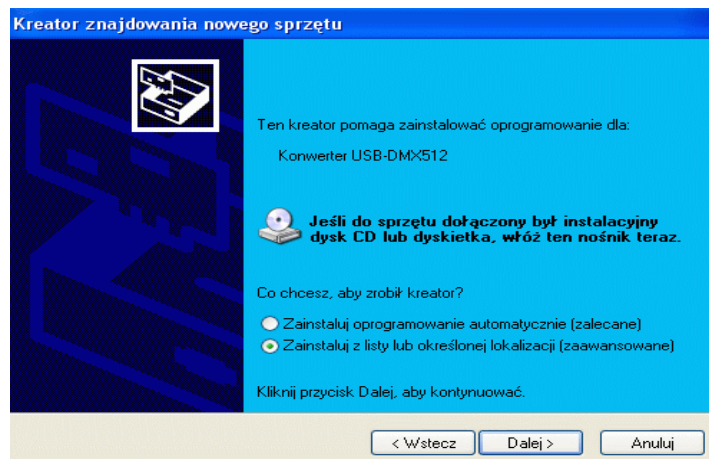 Kreator znajdowania nowego sprzętu
Ten kreator pomaga zainstalować oprogramowanie dla:
Konwerter USB-DMX512
Jeśli do sprzętu dołączony był instalacyjny
dysk CD lub dyskietka, włóż ten nośnik teraz.
Co chcesz, aby zrobił kreator?
Zainstaluj oprogramowanie automatycznie (zalecane)
Zainstaluj z listy lub określonej lokalizacji (zaawansowane)
Kliknij przycisk Dalej, aby kontynuować.
< Wstecz Dalej > Anuluj